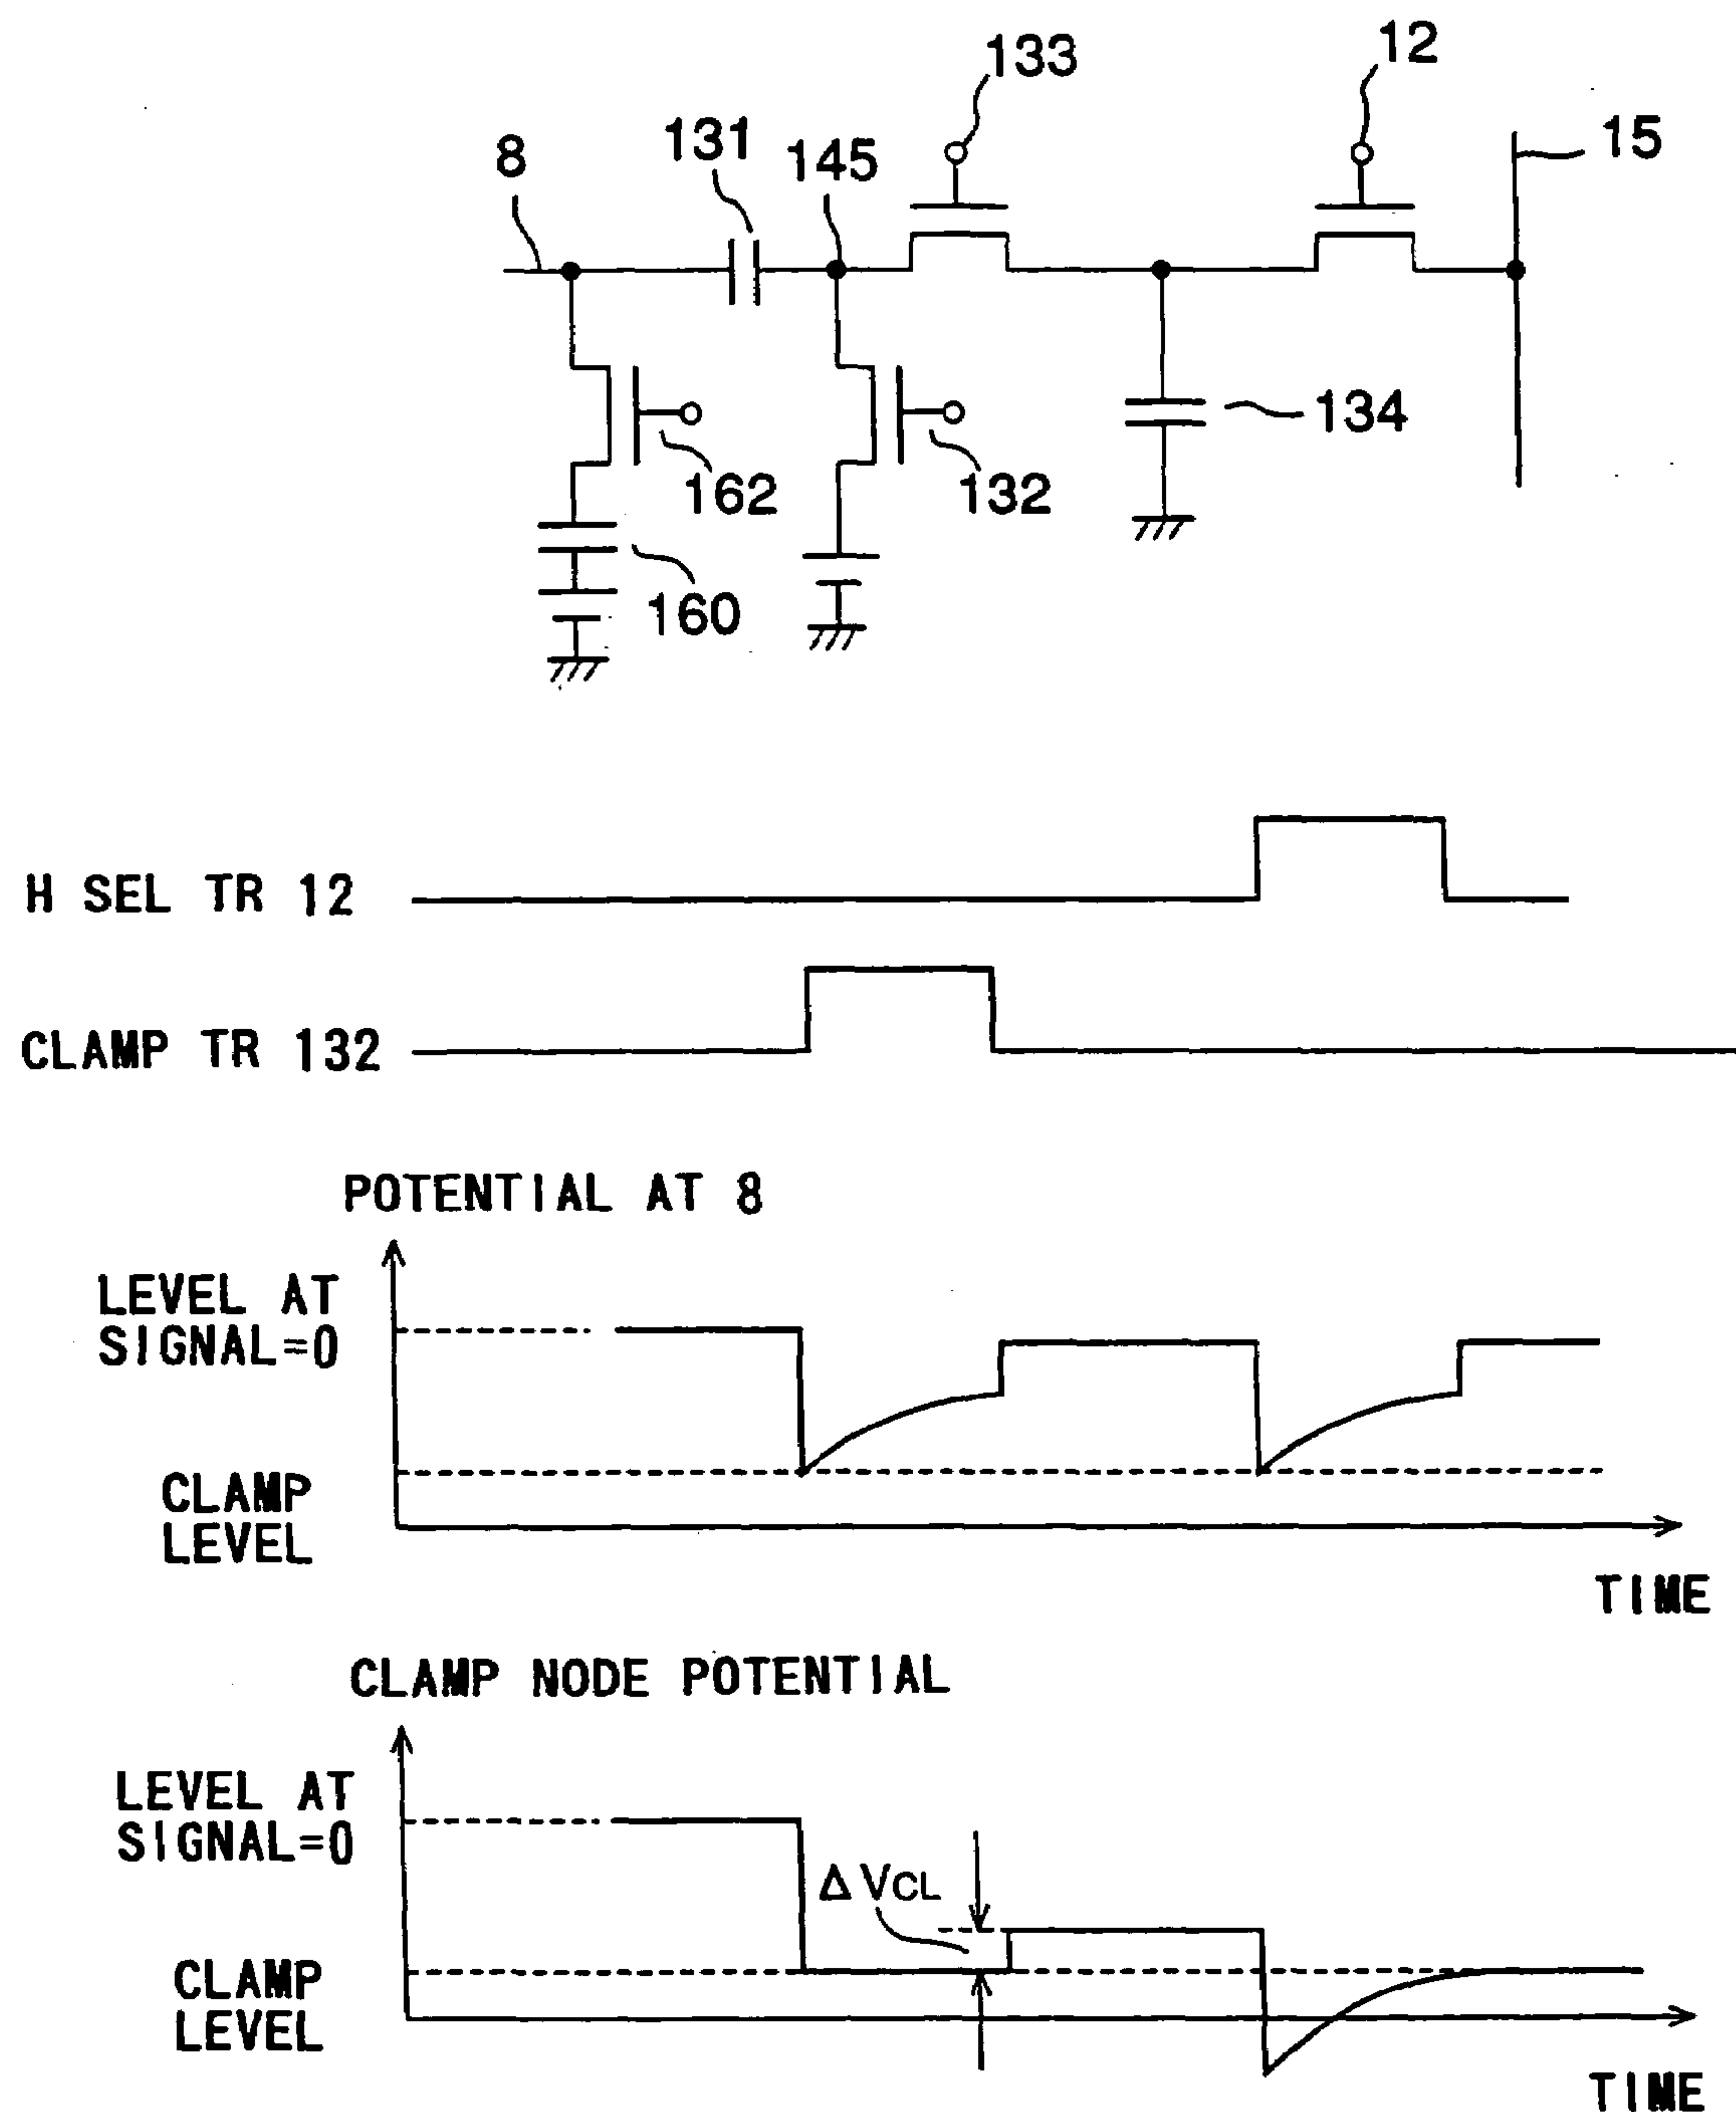 133
12
8
131
145
15
134
162
132
160
H SEL TR 12
CLAMP TR 132
POTENTIAL AT 8
LEVEL AT
SIGNAL=0
CLAMP
LEVEL
TIME
CLAMP NODE POTENTIAL
LEVEL AT
SIGNAL=0
ΔVCL
CLAMP
LEVEL
TIME